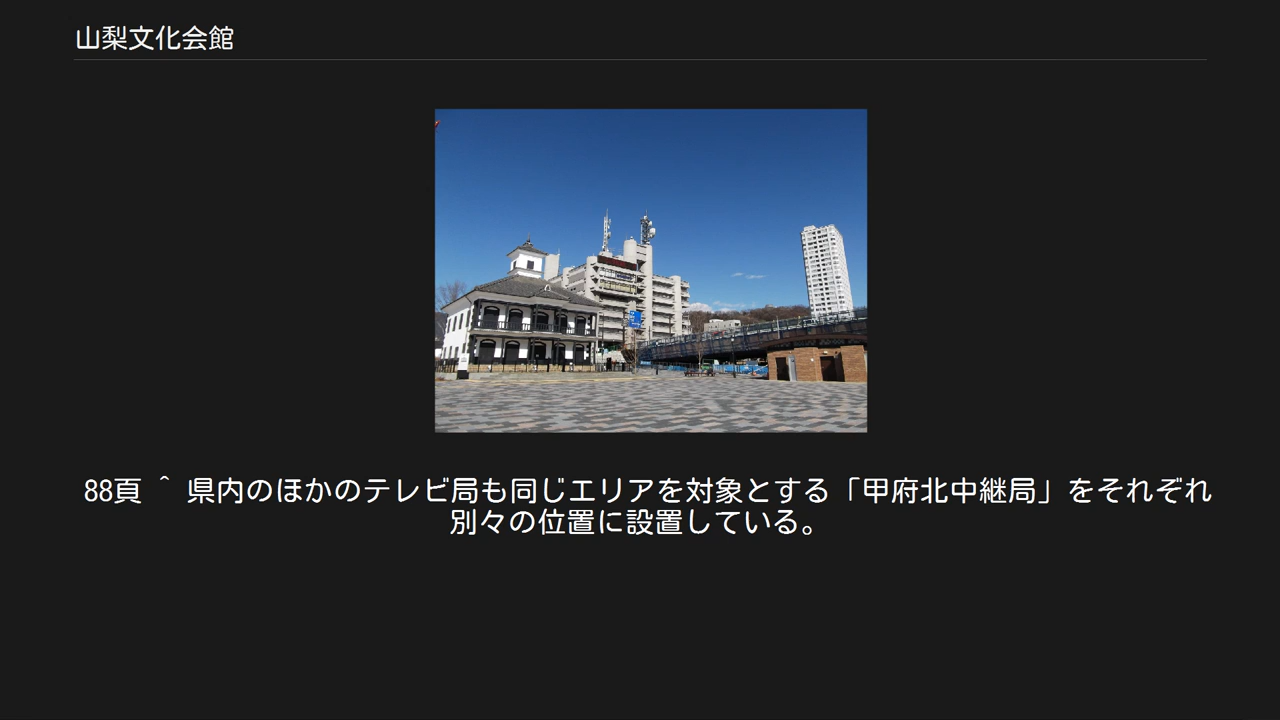 山梨文化会館
88頁 ^ 県内のほかのテレビ局も同じエリアを対象とする「甲府北中継局」をそれぞれ
別々の位置に設置している。